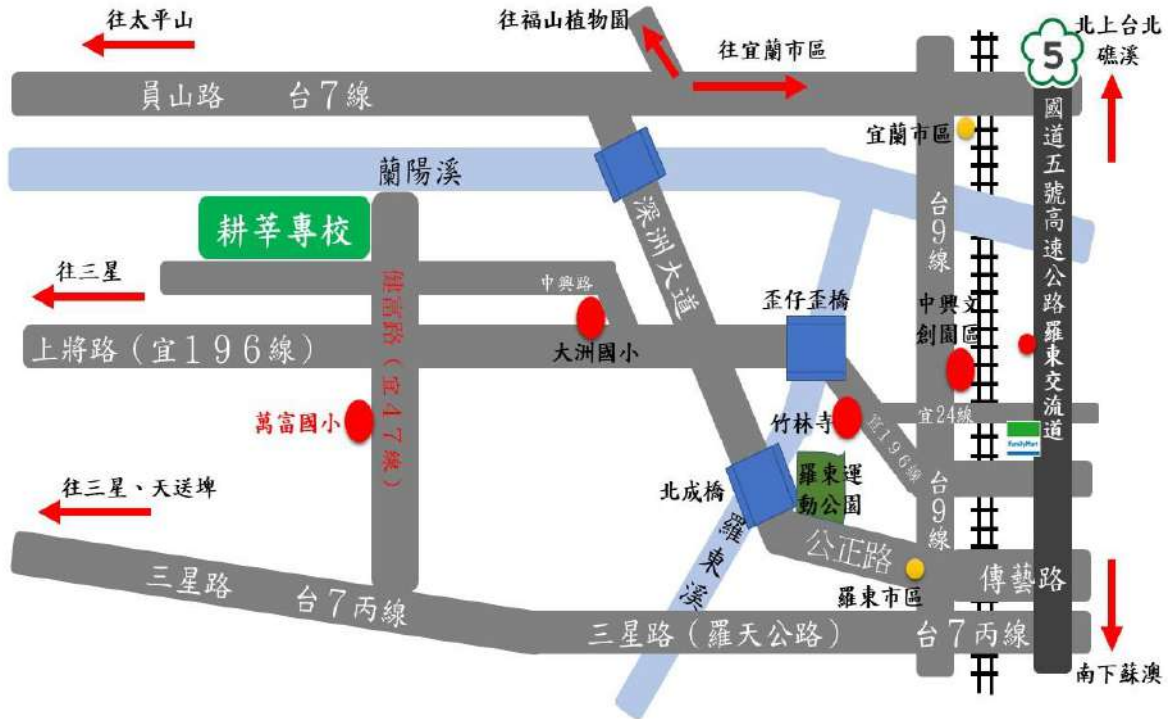 往太平山
往福山植物園
往宜蘭市區
5
北上台北
礁溪
員山路 台7線
宜蘭市區
國道五號高速公路羅東交流道
蘭陽溪
耕莘專校
深洲大道
台9線
往三星
中興路
健富路(宜47線)
歪仔歪橋
中興文
創園區
上將路(宜196線)
大洲國小
萬富國小
竹林寺
宜196線
宜24線
FamilyMart
往三星、天送埤
北成橋
羅東運
動公園
台9線
羅東溪
公正路
羅東市區
傳藝路
三星路 台7丙線
三星路(羅天公路) 台7丙線
南下蘇澳